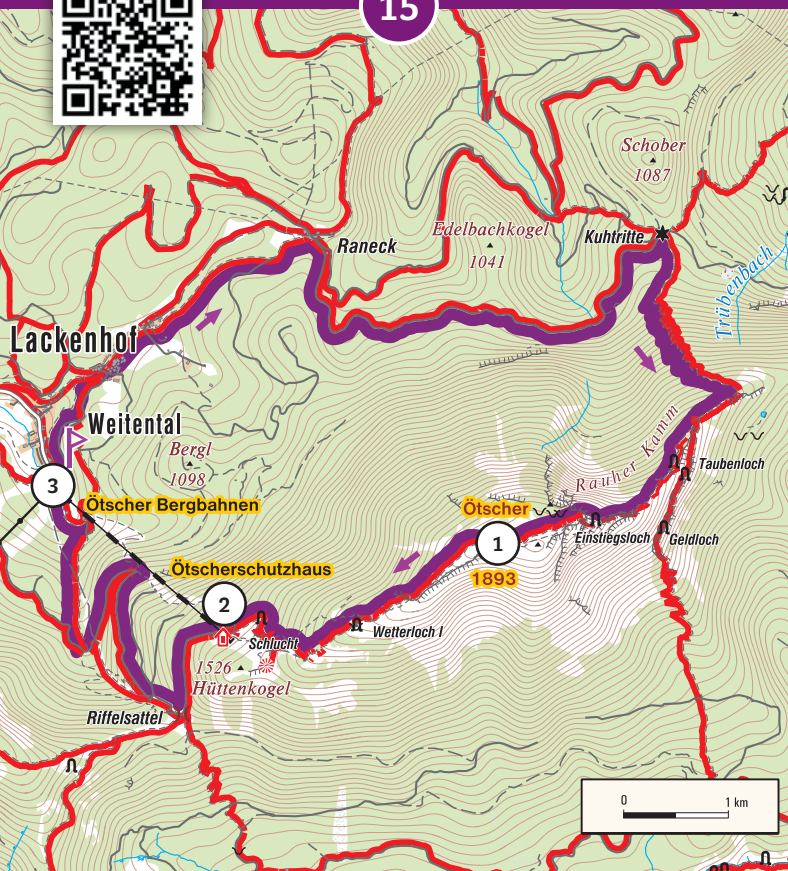 15
Schober
1087
Edelbachkogel
1041
Kuhtritte
Raneck
Trübenbach
Lackenhof
Weitental
Bergl
1098
Rauher Kamm
Taubenloch
3
Ötscher Bergbahnen
Ötscher
1
1893
Einstiegsloch
Geldloch
Ötscherschutzhaus
2
Schlucht
Wetterloch I
1526
Hüttenkogel
Riffelsattel
0 1 km